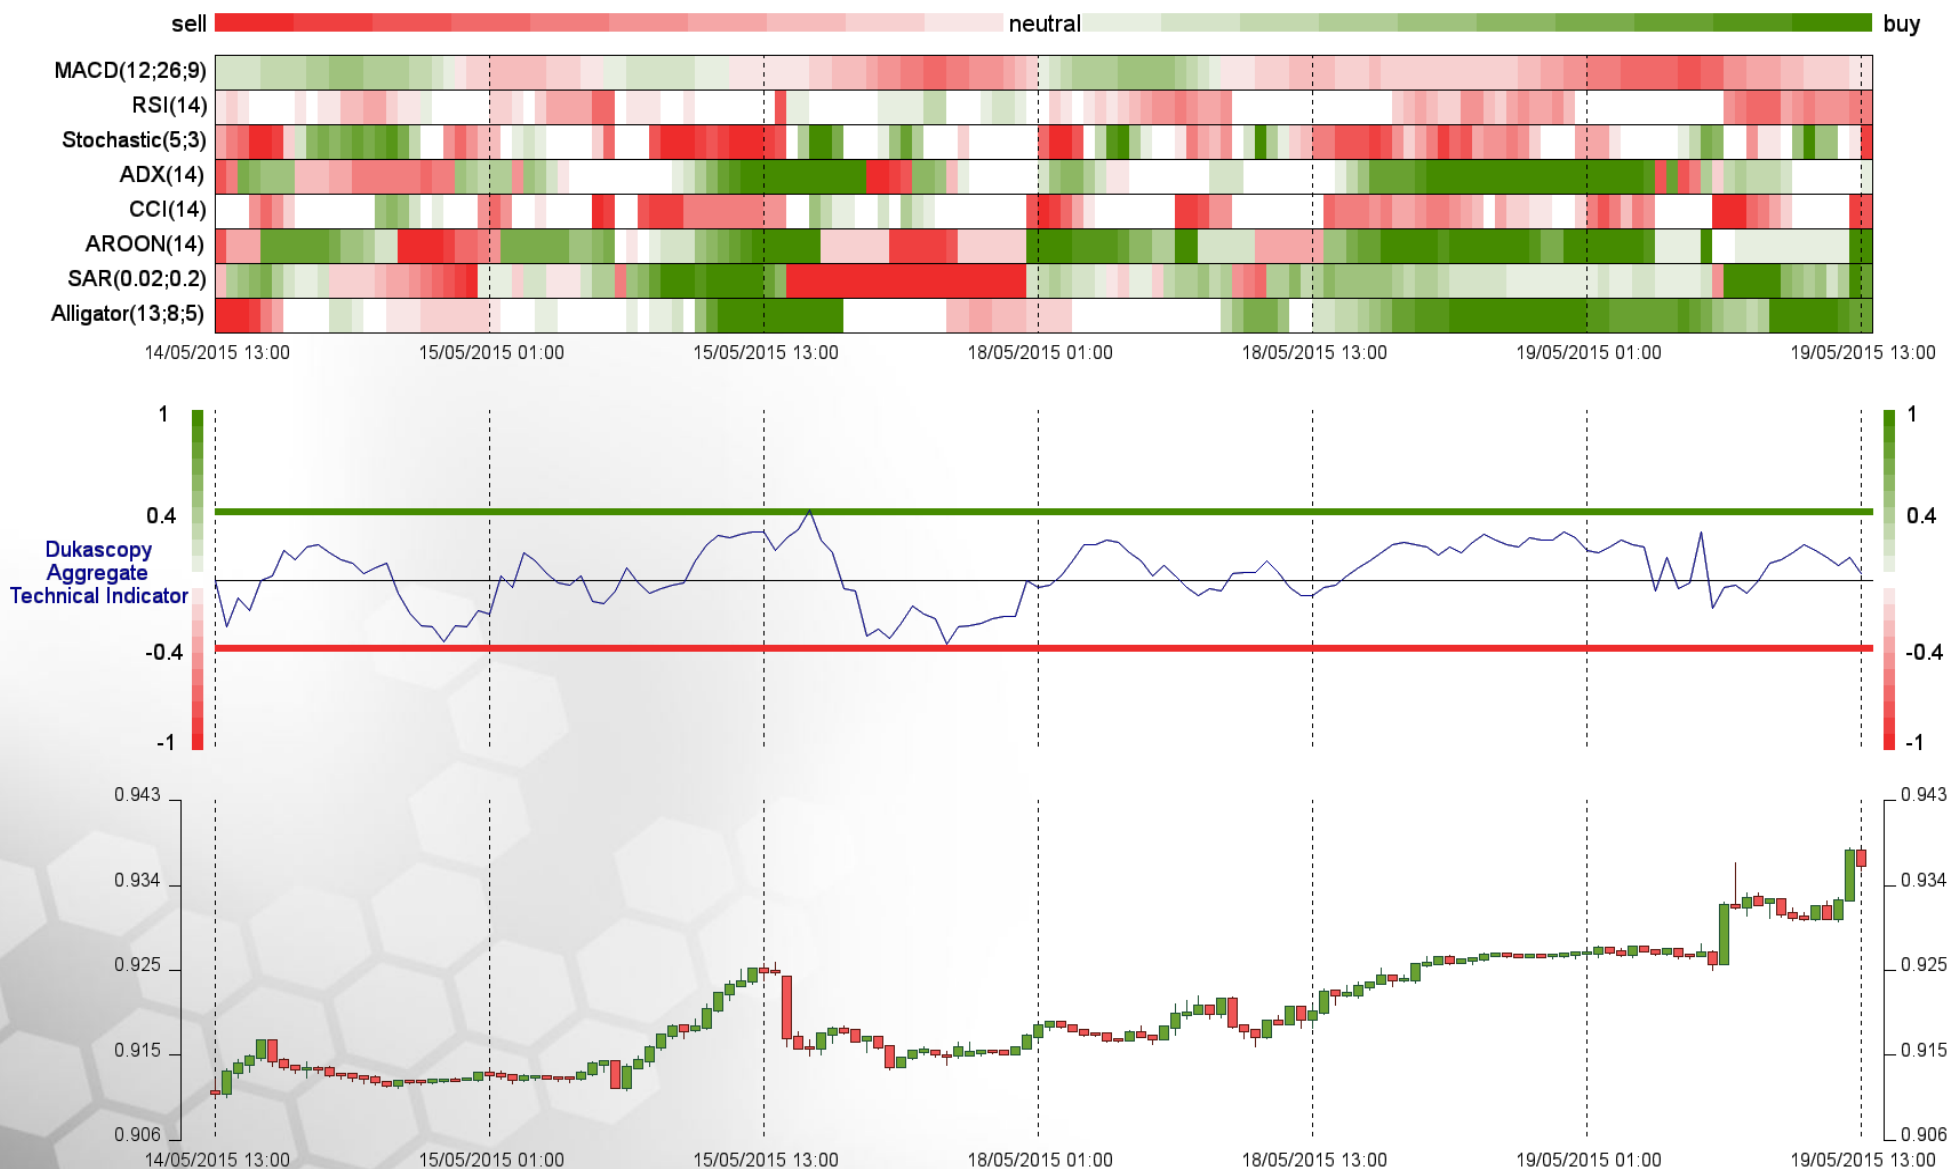 sell neutral buy
MACD(12;26;9)
RSI(14)
Stochastic(5;3)
ADX(14)
CCI(14)
AROON(14)
SAR(0.02;0.2)
Alligator(13;8;5)
14/05/2015 13:00 15/05/2015 01:00 15/05/2015 13:00 18/05/2015 01:00 18/05/2015 13:00 19/05/2015 01:00 19/05/2015 13:00
1 1
0.4 0.4
Dukascopy
Aggregate
Technical Indicator
-0.4 -0.4
-1 -1
0.943 0.943
0.934 0.934
0.925 0.925
0.915 0.915
0.906 0.906
14/05/2015 13:00 15/05/2015 01:00 15/05/2015 13:00 18/05/2015 01:00 18/05/2015 13:00 19/05/2015 01:00 19/05/2015 13:00